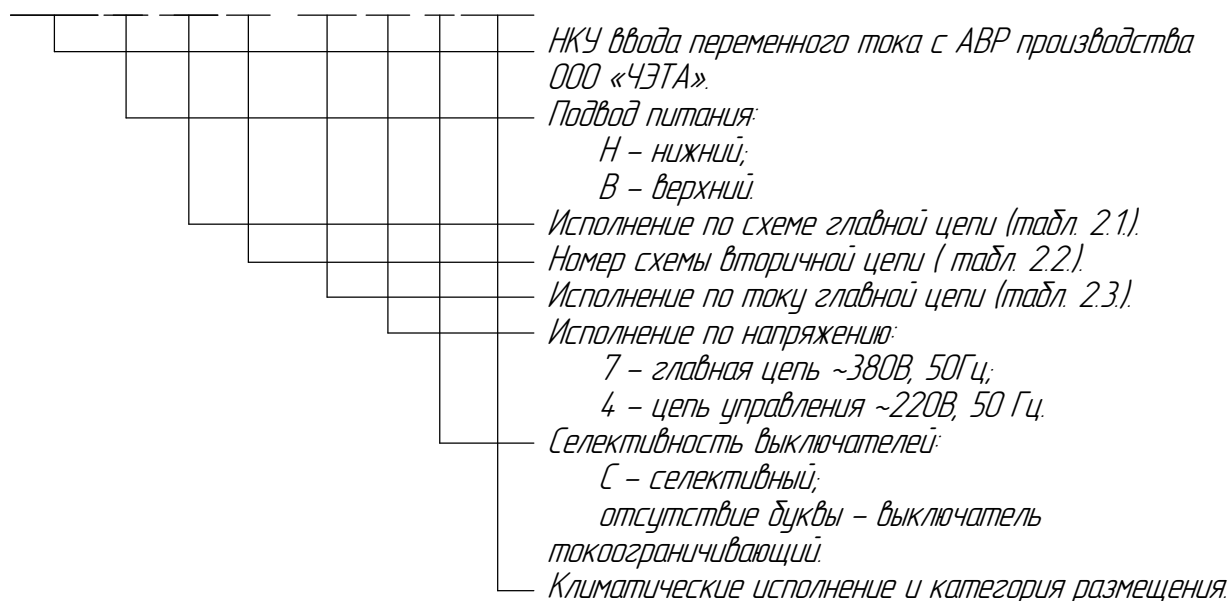 НКУ ввода переменного тока с АВР производства
ООО «ЧЭТА».
Подвод питания:
Н – нижний;
В – верхний.
Исполнение по схеме главной цепи (табл. 2.1.).
Номер схемы вторичной цепи ( табл. 2.2.).
Исполнение по току главной цепи (табл. 2.3.).
Исполнение по напряжению:
7 – главная цепь ~380В, 50Гц;
4 – цепь управления ~220В, 50 Гц.
Селективность выключателей:
С – селективный;
отсутствие буквы – выключатель
токоограничивающий.
Климатические исполнение и категория размещения.